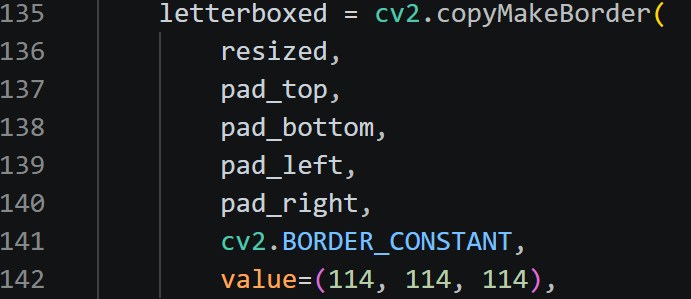 135 letterboxed = cv2.copyMakeBorder(
136 resized,
137 pad_top,
138 pad_bottom,
139 pad_left,
140 pad_right,
141 cv2.BORDER_CONSTANT,
142 value=(114, 114, 114),